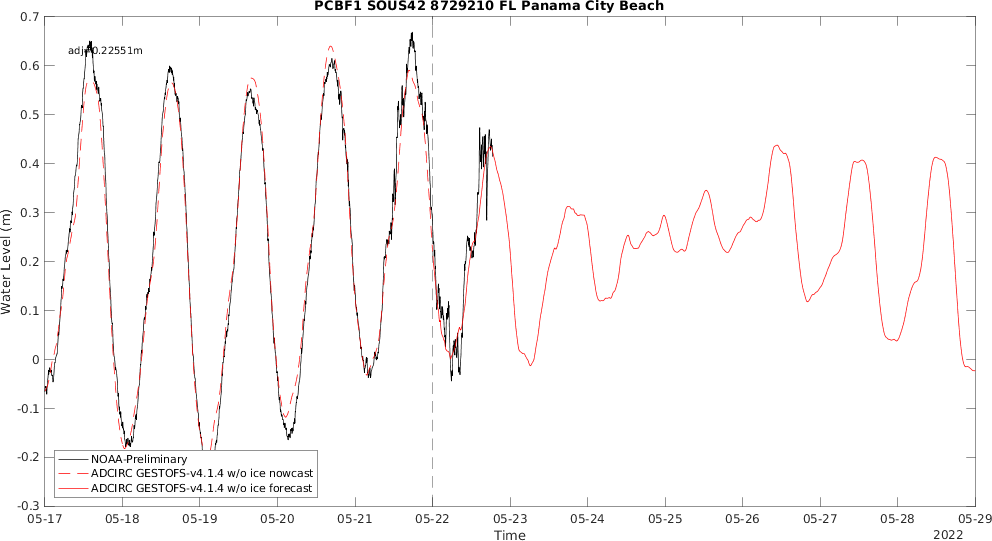 PCBF1 SOUS42 8729210 FL Panama City Beach
adj=0.22551m
Water Level (m)
0.7
0.6
0.5
0.4
0.3
0.2
0.1
0
-0.1
-0.2
-0.3
NOAA-Preliminary
ADCIRC GESTOFS-v4.1.4 w/o ice nowcast
ADCIRC GESTOFS-v4.1.4 w/o ice forecast
05-17 05-18 05-19 05-20 05-21 05-22 05-23 05-24 05-25 05-26 05-27 05-28 05-29
Time
2022